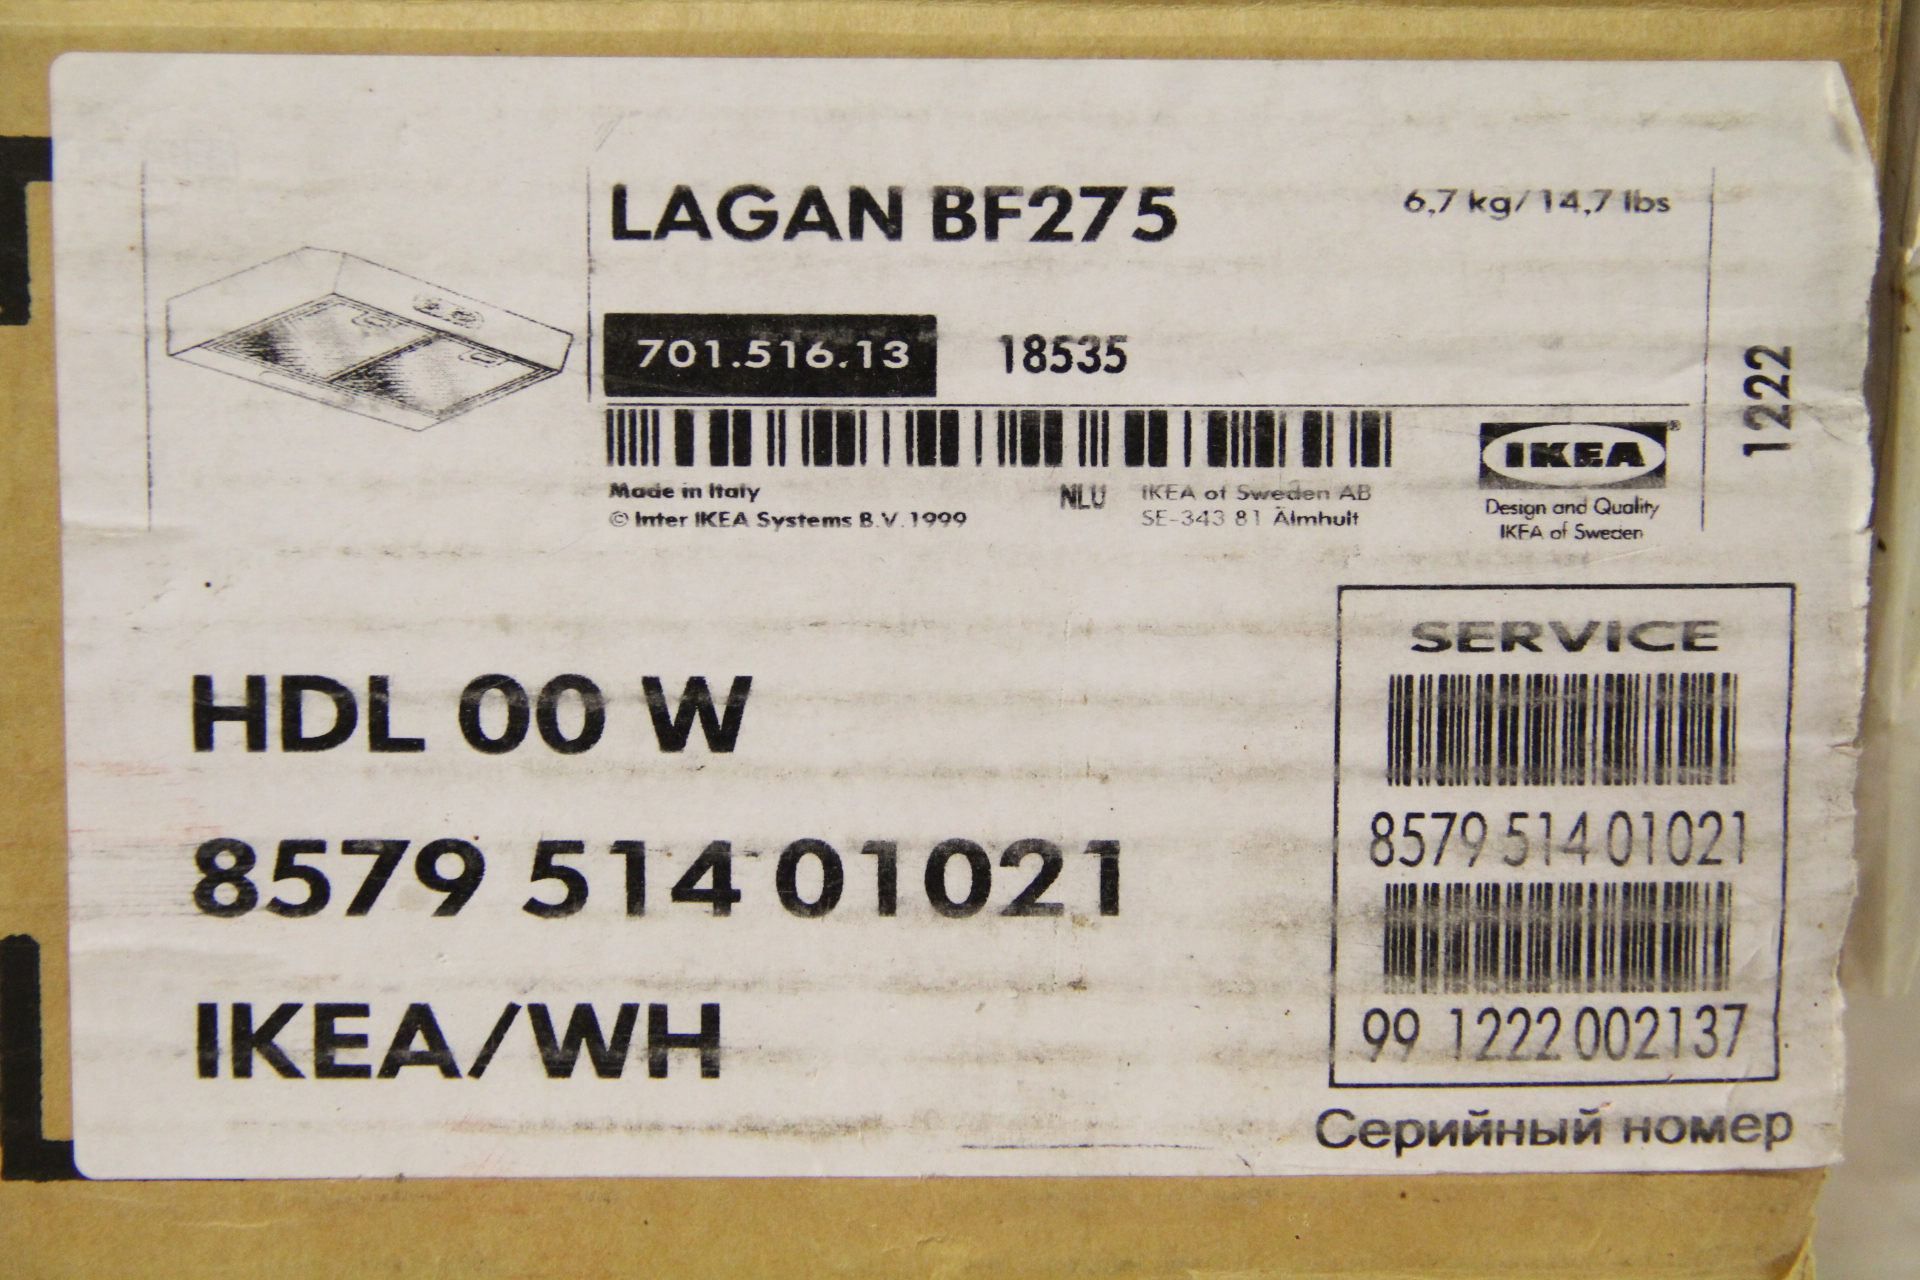 LAGAN BF275
6,7 kg/14,7 lbs
701.516.13
18535
1222
IKEA
®
Made in Italy
© Inter IKEA Systems B.V. 1999
NLU
IKEA of Sweden AB
SE-343 81 Älmhult
Design and Quality
IKEA of Sweden
HDL 00 W
8579 514 01021
IKEA/WH
SERVICE
8579 514 01021
99 1222 002137
Серийный номер